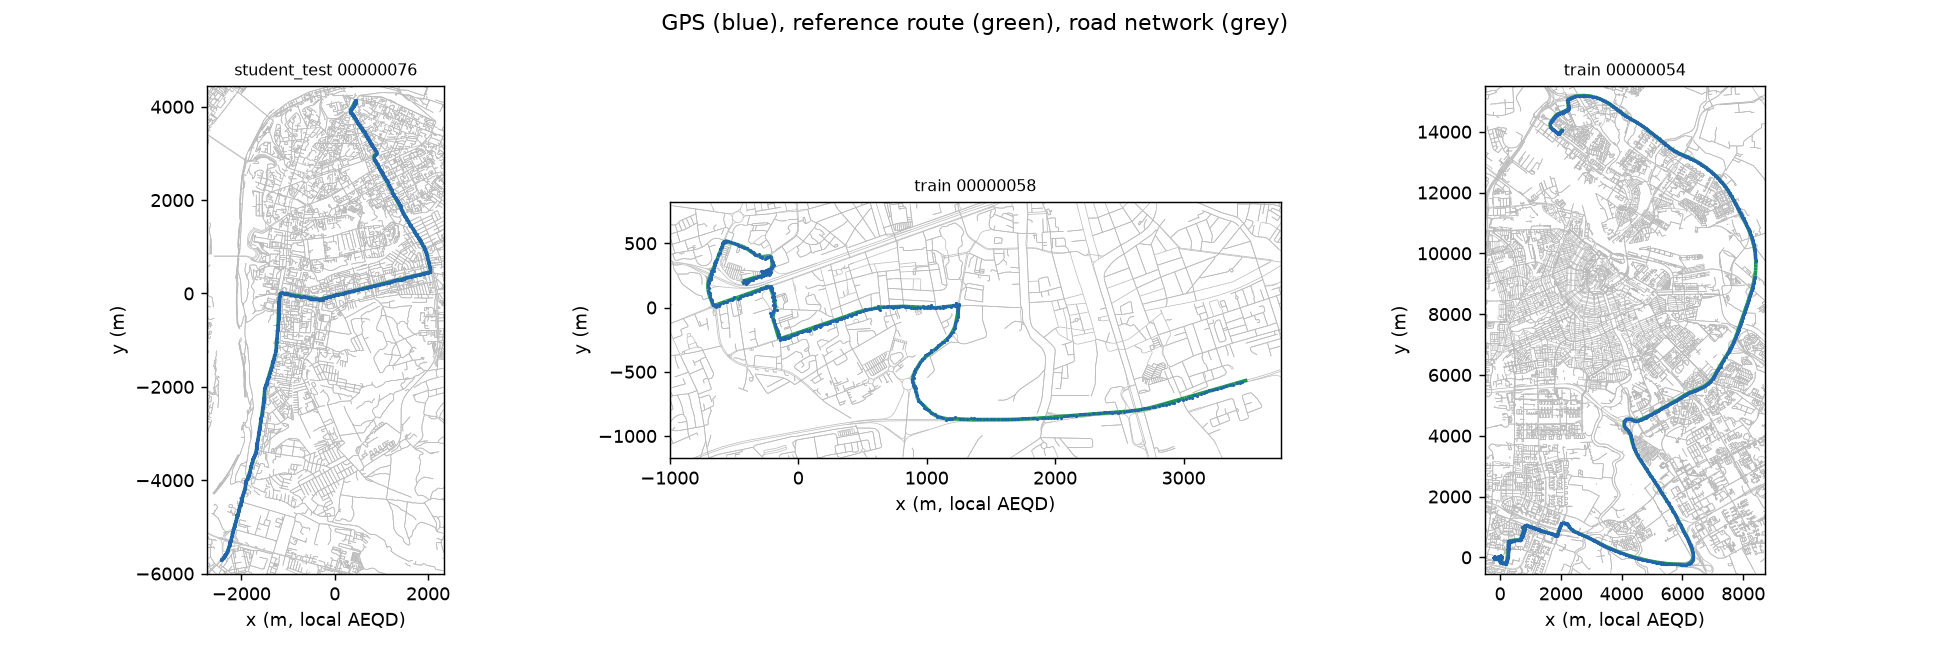 GPS (blue), reference route (green), road network (grey)
student_test 00000076
4000
2000
0
−2000
−4000
−6000
y (m)
−2000 0 2000
x (m, local AEQD)
train 00000058
500
0
−500
−1000
y (m)
−1000 0 1000 2000 3000
x (m, local AEQD)
train 00000054
14000
12000
10000
8000
6000
4000
2000
0
y (m)
0 2000 4000 6000 8000
x (m, local AEQD)